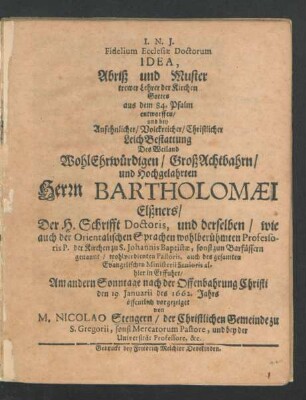 I. N. J.
Fidelium Ecclesiæ Doctorum
IDEA,
Abriß und Muster
trewer Lehrer der Kirchen
Gottes
aus dem 84. Psalm
entworffen/
und bey
Ansehnlicher/ Volckreicher/ Christlicher
LeichBestattung
Des Weiland
WohlEhrwürdigen/ GroßAchtbahrn/
und Hochgelahrten
Herrn BARTHOLOMÆI
Elßners/
Der H. Schrifft Doctoris, und derselben / wie
auch der Orientalischen Sprachen wohlberühmten Professo-
ris P. der Kirchen zu S. Johannis Baptistæ, sonst zun Barfüssern
genannt / wohlverdienten Pastoris, auch des gesamten
Evangelischen Ministerii Senioris all-
hier in Erffurt/
Am andern Sonntage nach der Offenbahrung Christi
den 19 Januarii des 1662. Jahrs
öffentlich vorgezeiget
von
M. NICOLAO Stengern / der Christlichen Gemeinde zu
S. Gregorii, sonst Mercatorum Pastore, und bey der
Universität Professore, &c.
Gedruckt bey Friedrich Melchior Dedekinden.